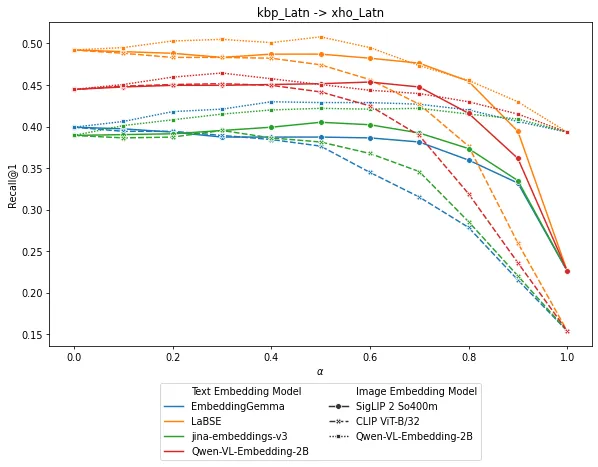 kbp_Latn -> xho_Latn
Recall@1
0.50
0.45
0.40
0.35
0.30
0.25
0.20
0.15
0.0 0.2 0.4 0.6 0.8 1.0
α
Text Embedding Model
EmbeddingGemma
LaBSE
jina-embeddings-v3
Qwen-VL-Embedding-2B
Image Embedding Model
SigLIP 2 So400m
CLIP ViT-B/32
Qwen-VL-Embedding-2B